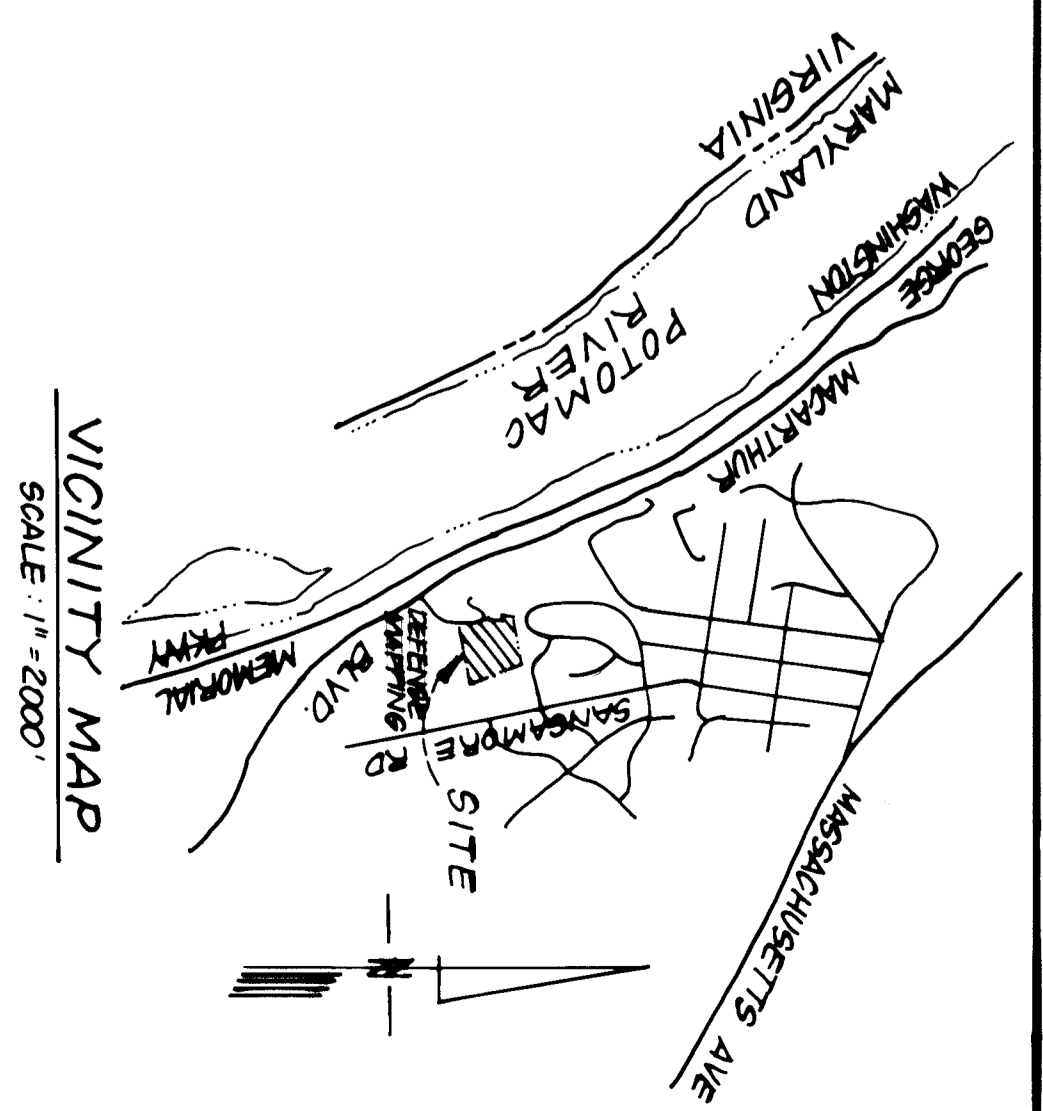 VIRGINIA
MARYLAND
POTOMAC
RIVER
GEORGE
WASHINGTON
MEMORIAL
PKWY
MACARTHUR
BLVD.
DEFENSE
MAPPING
SANGAMORE
RD
SITE
MASSACHUSETTS AVE
N
VICINITY MAP
SCALE: 1" = 2000'